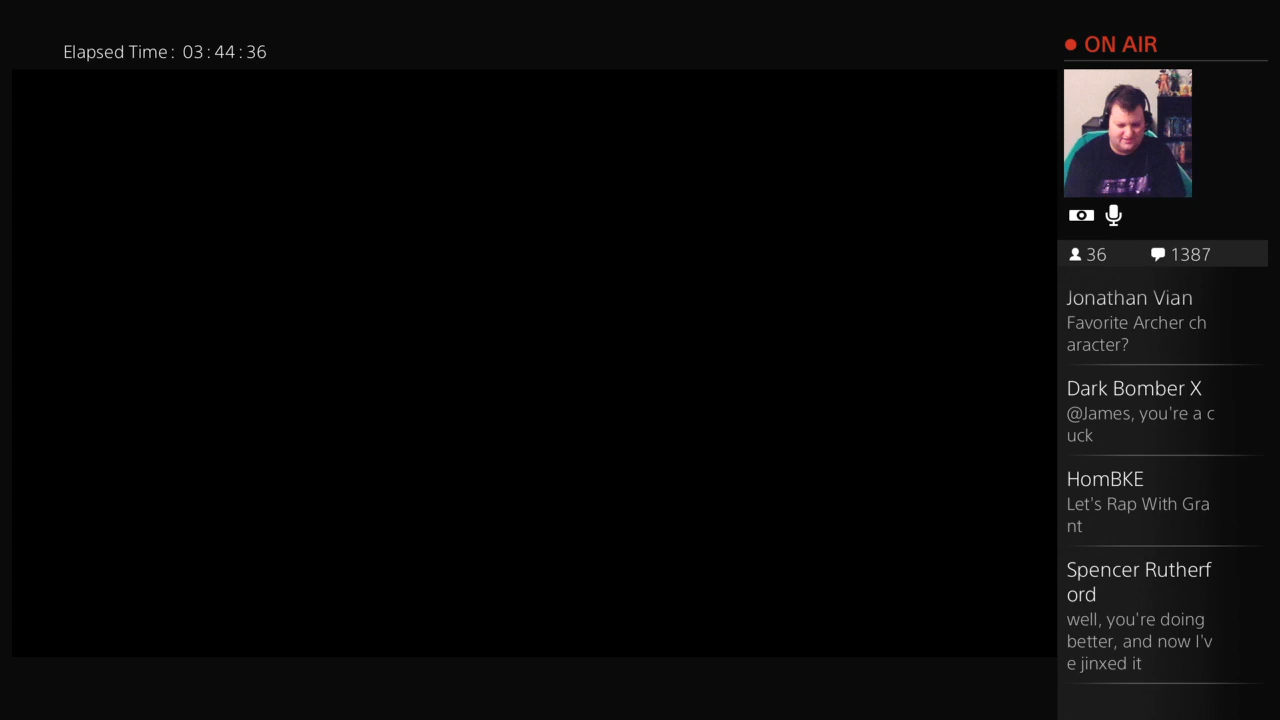 Elapsed Time: 03:44:36
ON AIR
36 1387
Jonathan Vian
Favorite Archer ch
aracter?
Dark Bomber X
@James, you're a c
uck
HomBKE
Let's Rap With Gra
nt
Spencer Rutherf
ord
well, you're doing
better, and now I'v
e jinxed it